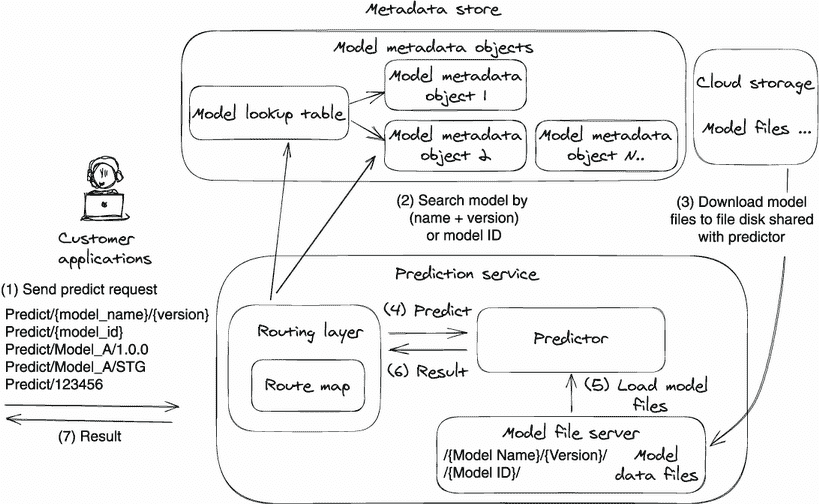 Metadata store
Model metadata objects
Model lookup table
Model metadata
object 1
Model metadata
object 2
Model metadata
object N..
Cloud storage
Model files ...
(2) Search model by
(name + version)
or model ID
(3) Download model
files to file disk shared
with predictor
Customer
applications
(1) Send predict request
Predict/{model_name}/{version}
Predict/{model_id}
Predict/Model_A/1.0.0
Predict/Model_A/STG
Predict/123456
(7) Result
Prediction service
Routing layer
Route map
(4) Predict
(6) Result
Predictor
(5) Load model
files
Model file server
/{Model Name}/{Version}/
/{Model ID}/
Model
data files